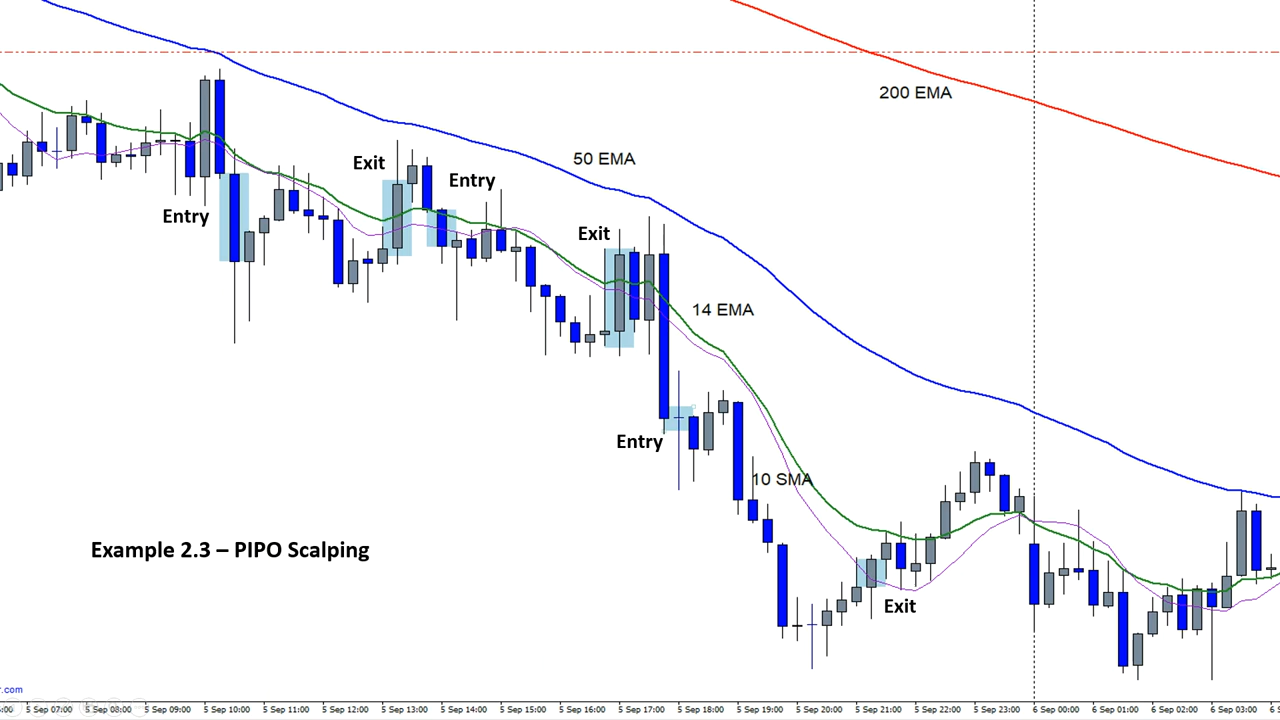 200 EMA
50 EMA
Exit
Entry
Entry
Exit
14 EMA
Entry
10 SMA
Example 2.3 – PIPO Scalping
Exit
r.com
5 Sep 07:00 5 Sep 08:00 5 Sep 09:00 5 Sep 10:00 5 Sep 11:00 5 Sep 12:00 5 Sep 13:00 5 Sep 14:00 5 Sep 15:00 5 Sep 16:00 5 Sep 17:00 5 Sep 18:00 5 Sep 19:00 5 Sep 20:00 5 Sep 21:00 5 Sep 22:00 5 Sep 23:00 6 Sep 00:00 6 Sep 01:00 6 Sep 02:00 6 Sep 03:00